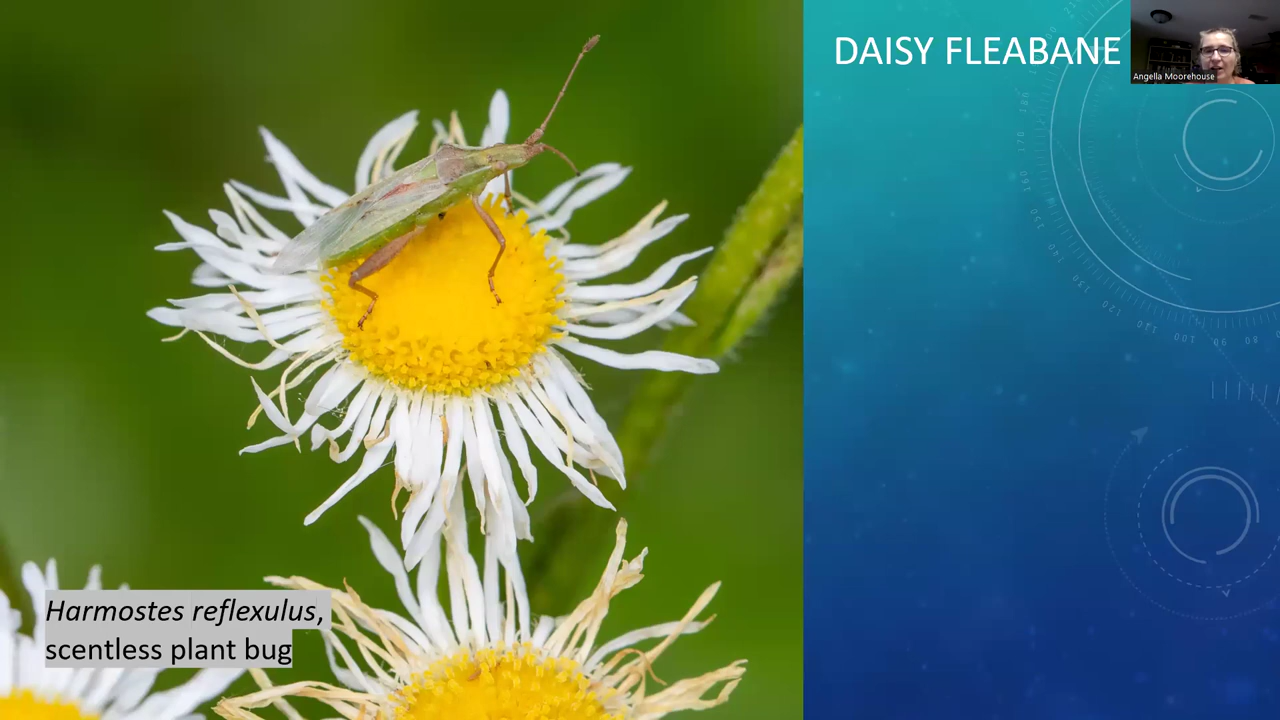 DAISY FLEABANE
Angella Moorehouse
Harmostes reflexulus,
scentless plant bug